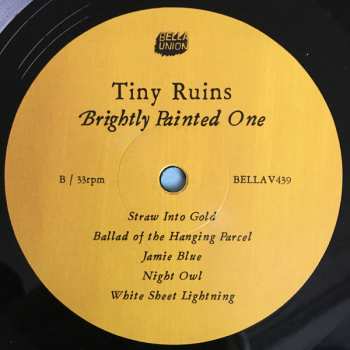 BELLA
UNION
Tiny Ruins
Brightly Painted One
B / 33rpm
BELLAV439
Straw Into Gold
Ballad of the Hanging Parcel
Jamie Blue
Night Owl
White Sheet Lightning